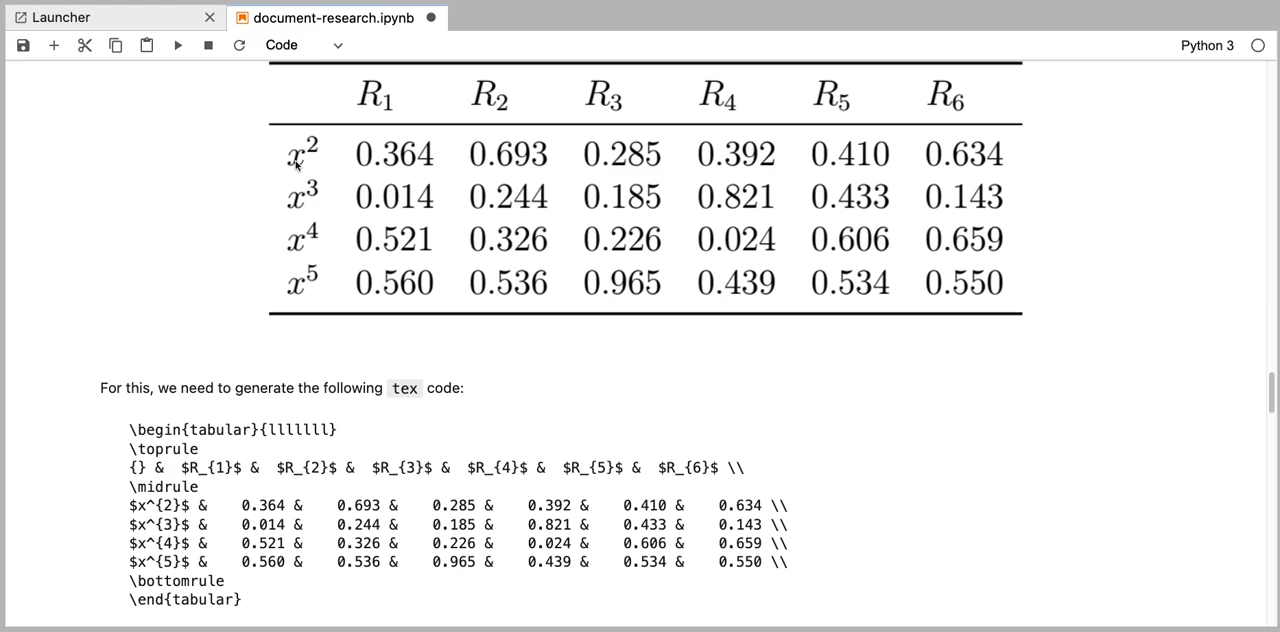 Launcher
document-research.ipynb
Code
Python 3
R₁ R₂ R₃ R₄ R₅ R₆
x² 0.364 0.693 0.285 0.392 0.410 0.634
x³ 0.014 0.244 0.185 0.821 0.433 0.143
x⁴ 0.521 0.326 0.226 0.024 0.606 0.659
x⁵ 0.560 0.536 0.965 0.439 0.534 0.550
For this, we need to generate the following tex code:
\begin{tabular}{lllllll}
\toprule
{} &  $R_{1}$ &  $R_{2}$ &  $R_{3}$ &  $R_{4}$ &  $R_{5}$ &  $R_{6}$ \\
\midrule
$x^{2}$ &    0.364 &    0.693 &    0.285 &    0.392 &    0.410 &    0.634 \\
$x^{3}$ &    0.014 &    0.244 &    0.185 &    0.821 &    0.433 &    0.143 \\
$x^{4}$ &    0.521 &    0.326 &    0.226 &    0.024 &    0.606 &    0.659 \\
$x^{5}$ &    0.560 &    0.536 &    0.965 &    0.439 &    0.534 &    0.550 \\
\bottomrule
\end{tabular}